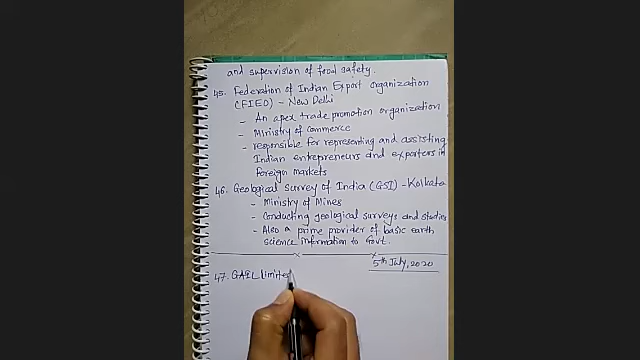 and supervision of food safety.
45. Federation of Indian Export Organization
(FIEO) - New Delhi
- An apex trade promotion organization
- Ministry of commerce
- responsible for representing and assisting
Indian entrepreneurs and exporters in
foreign markets
46. Geological Survey of India (GSI) - Kolkata
- Ministry of Mines
- Conducting geological surveys and studies
- Also a prime provider of basic earth
science information to Govt.
5th July, 2020
47. GAIL limited